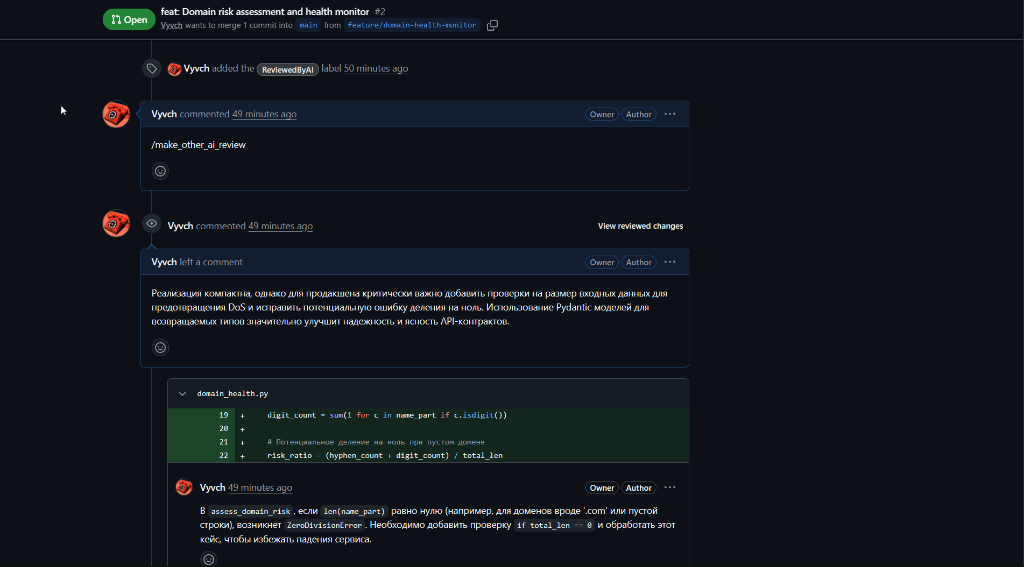 Open feat: Domain risk assessment and health monitor #2
Vyvch wants to merge 1 commit into main from feature/domain-health-monitor
Vyvch added the ReviewedByAI label 50 minutes ago
Vyvch commented 49 minutes ago Owner Author ...
/make_other_ai_review
Vyvch commented 49 minutes ago View reviewed changes
Vyvch left a comment Owner Author ...
Реализация компактна, однако для продакшена критически важно добавить проверки на размер входных данных для
предотвращения DoS и исправить потенциальную ошибку деления на ноль. Использование Pydantic моделей для
возвращаемых типов значительно улучшит надежность и ясность API-контрактов.
domain_health.py
19 + digit_count = sum(1 for c in name_part if c.isdigit())
20 +
21 + # Потенциальное деление на ноль при пустом домене
22 + risk_ratio = (hyphen_count + digit_count) / total_len
Vyvch 49 minutes ago Owner Author ...
В assess_domain_risk, если len(name_part) равно нулю (например, для доменов вроде '.com' или пустой
строки), возникнет ZeroDivisionError. Необходимо добавить проверку if total_len == 0 и обработать этот
кейс, чтобы избежать падения сервиса.